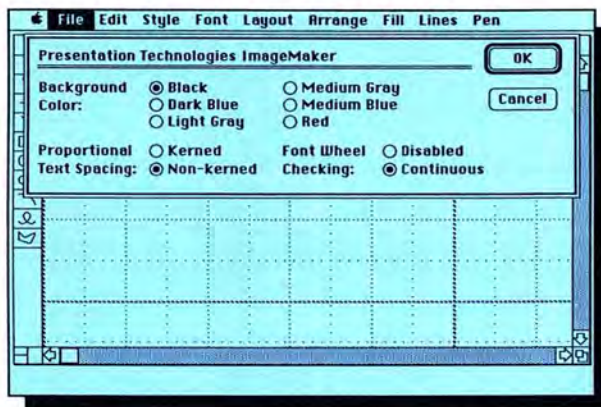 File Edit Style Font Layout Arrange Fill Lines Pen
Presentation Technologies ImageMaker
OK
Background Color:
Black
Medium Gray
Cancel
Dark Blue
Medium Blue
Light Gray
Red
Proportional Text Spacing:
Kerned
Non-kerned
Font Wheel Checking:
Disabled
Continuous